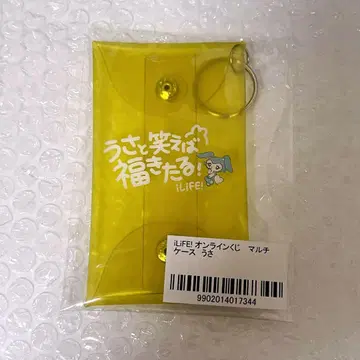 うさと笑えば
福きたる!
iLiFE!
iLiFE! オンラインくじ マルチ
ケース うさ
9902014017344